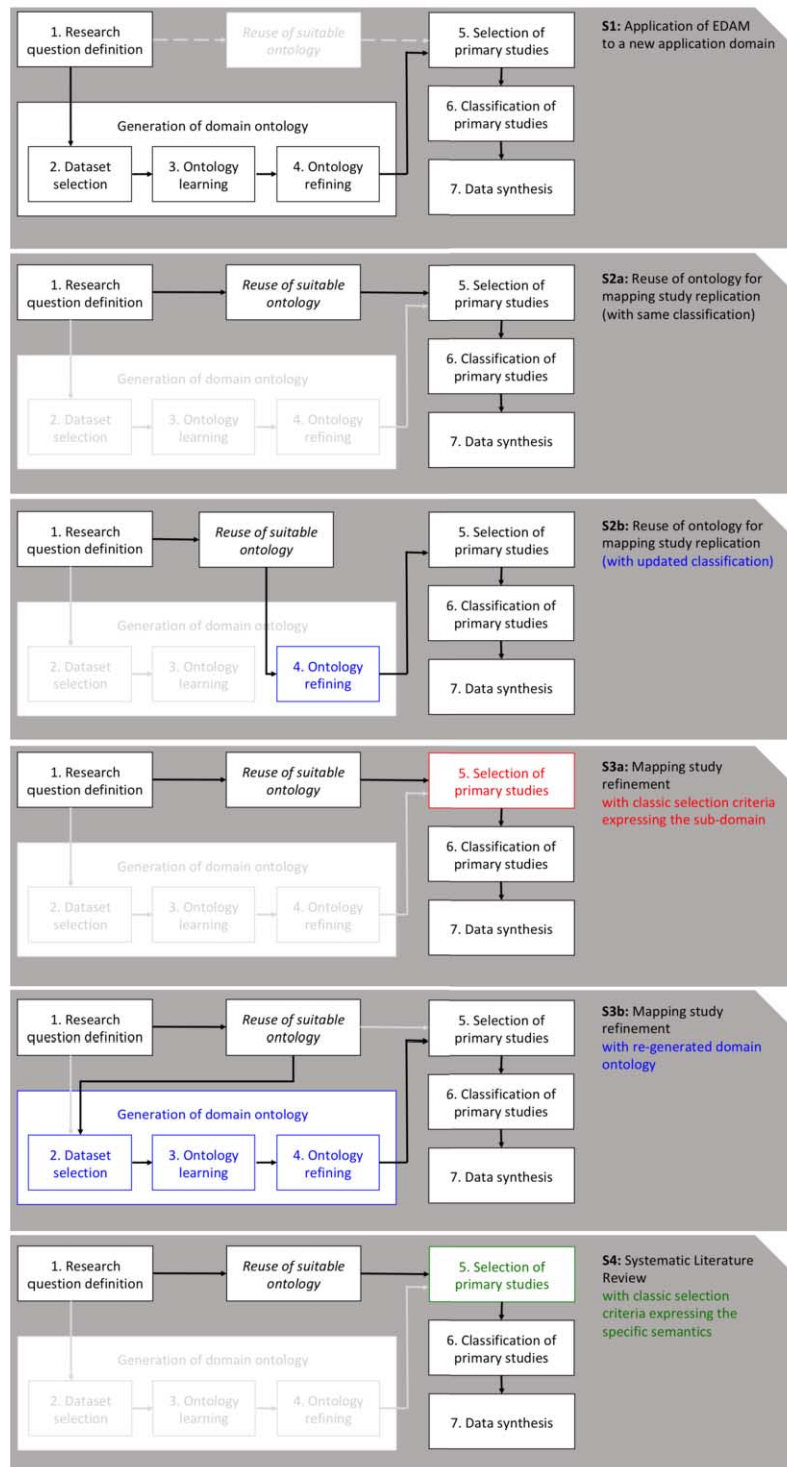 1. Research
question definition
Reuse of suitable
ontology
5. Selection of
primary studies
S1: Application of EDAM
to a new application domain
6. Classification of
primary studies
Generation of domain ontology
2. Dataset
selection
3. Ontology
learning
4. Ontology
refining
7. Data synthesis
1. Research
question definition
Reuse of suitable
ontology
5. Selection of
primary studies
S2a: Reuse of ontology for
mapping study replication
(with same classification)
6. Classification of
primary studies
Generation of domain ontology
2. Dataset
selection
3. Ontology
learning
4. Ontology
refining
7. Data synthesis
1. Research
question definition
Reuse of suitable
ontology
5. Selection of
primary studies
S2b: Reuse of ontology for
mapping study replication
(with updated classification)
6. Classification of
primary studies
Generation of domain ontology
2. Dataset
selection
3. Ontology
learning
4. Ontology
refining
7. Data synthesis
1. Research
question definition
Reuse of suitable
ontology
5. Selection of
primary studies
S3a: Mapping study
refinement
with classic selection criteria
expressing the sub-domain
6. Classification of
primary studies
Generation of domain ontology
2. Dataset
selection
3. Ontology
learning
4. Ontology
refining
7. Data synthesis
1. Research
question definition
Reuse of suitable
ontology
5. Selection of
primary studies
S3b: Mapping study
refinement
with re-generated domain
ontology
6. Classification of
primary studies
Generation of domain ontology
2. Dataset
selection
3. Ontology
learning
4. Ontology
refining
7. Data synthesis
1. Research
question definition
Reuse of suitable
ontology
5. Selection of
primary studies
S4: Systematic Literature
Review
with classic selection
criteria expressing the
specific semantics
6. Classification of
primary studies
Generation of domain ontology
2. Dataset
selection
3. Ontology
learning
4. Ontology
refining
7. Data synthesis